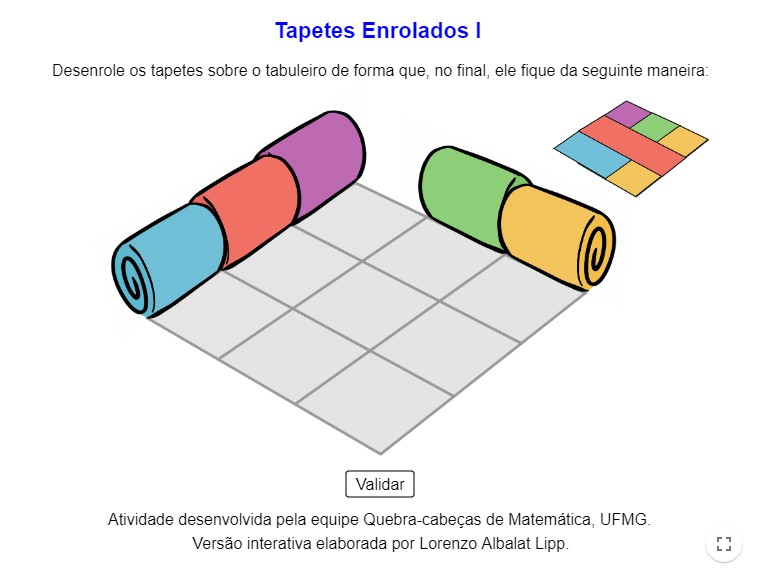 Tapetes Enrolados I
Desenrole os tapetes sobre o tabuleiro de forma que, no final, ele fique da seguinte maneira:
Validar
Atividade desenvolvida pela equipe Quebra-cabeças de Matemática, UFMG.
Versão interativa elaborada por Lorenzo Albalat Lipp.